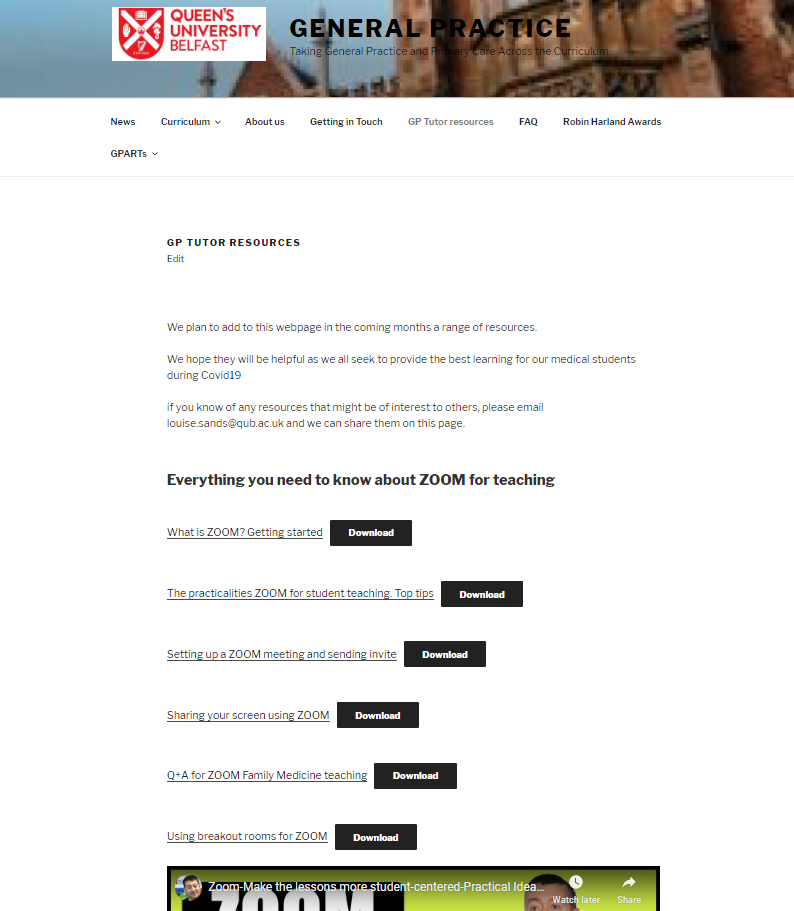 QUEEN'S
UNIVERSITY
BELFAST
GENERAL PRACTICE
Taking General Practice and Primary Care Across the Curriculum
News Curriculum About us Getting in Touch GP Tutor resources FAQ Robin Harland Awards
GPARTs
GP TUTOR RESOURCES
Edit
We plan to add to this webpage in the coming months a range of resources.
We hope they will be helpful as we all seek to provide the best learning for our medical students
during Covid19
if you know of any resources that might be of interest to others, please email
louise.sands@qub.ac.uk and we can share them on this page.
Everything you need to know about ZOOM for teaching
What is ZOOM? Getting started Download
The practicalities ZOOM for student teaching. Top tips Download
Setting up a ZOOM meeting and sending invite Download
Sharing your screen using ZOOM Download
Q+A for ZOOM Family Medicine teaching Download
Using breakout rooms for ZOOM Download
Zoom-Make the lessons more student-centered-Practical Idea...
Watch later Share
ZOOM